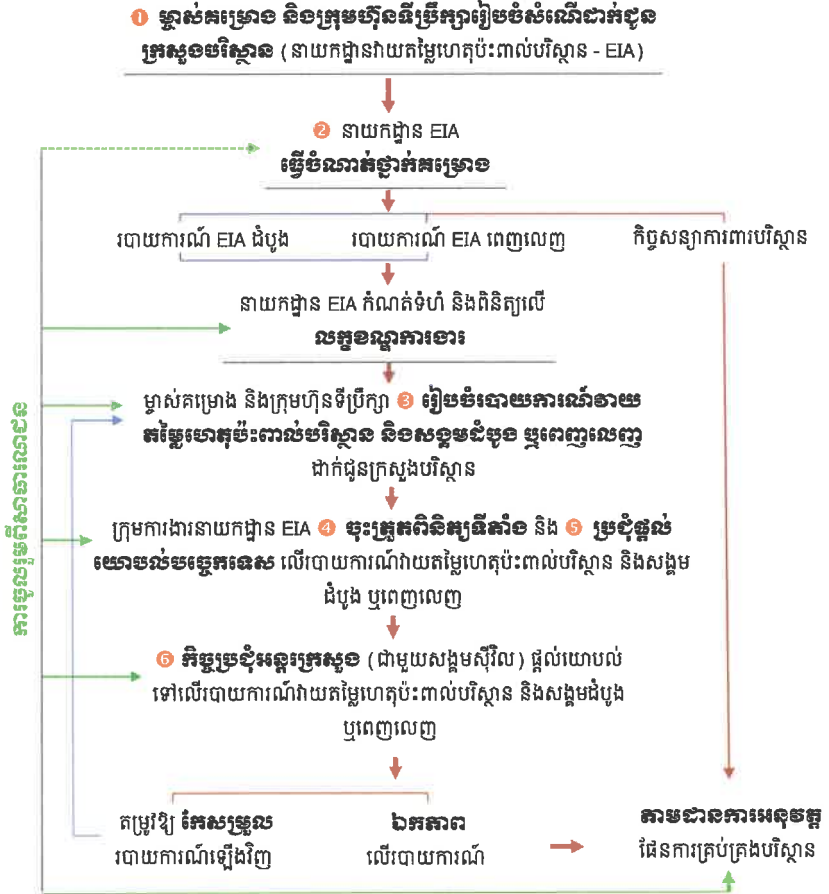 ❶ ម្ចាស់គម្រោង និងក្រុមហ៊ុនទីប្រឹក្សារៀបចំសំណើដាក់ជូន
ក្រសួងបរិស្ថាន (នាយកដ្ឋានវាយតម្លៃហេតុប៉ះពាល់បរិស្ថាន - EIA)
❷ នាយកដ្ឋាន EIA
ធ្វើចំណាត់ថ្នាក់គម្រោង
របាយការណ៍ EIA ដំបូង
របាយការណ៍ EIA ពេញលេញ
កិច្ចសន្យាការពារបរិស្ថាន
នាយកដ្ឋាន EIA កំណត់ទំហំ និងពិនិត្យលើ
លក្ខខណ្ឌការងារ
ម្ចាស់គម្រោង និងក្រុមហ៊ុនទីប្រឹក្សា ❸ រៀបចំរបាយការណ៍វាយ
តម្លៃហេតុប៉ះពាល់បរិស្ថាន និងសង្គមដំបូង ឬពេញលេញ
ដាក់ជូនក្រសួងបរិស្ថាន
ក្រុមការងារនាយកដ្ឋាន EIA ❹ ចុះត្រួតពិនិត្យទីតាំង និង ❺ ប្រជុំផ្តល់
យោបល់បច្ចេកទេស លើរបាយការណ៍វាយតម្លៃហេតុប៉ះពាល់បរិស្ថាន និងសង្គម
ដំបូង ឬពេញលេញ
❻ កិច្ចប្រជុំអន្តរក្រសួង (ជាមួយសង្គមស៊ីវិល) ផ្តល់យោបល់
ទៅលើរបាយការណ៍វាយតម្លៃហេតុប៉ះពាល់បរិស្ថាន និងសង្គមដំបូង
ឬពេញលេញ
តម្រូវឱ្យ កែសម្រួល
របាយការណ៍ឡើងវិញ
ឯកភាព
លើរបាយការណ៍
តាមដានការអនុវត្ត
ផែនការគ្រប់គ្រងបរិស្ថាន
ការចូលរួមពីសាធារណជន